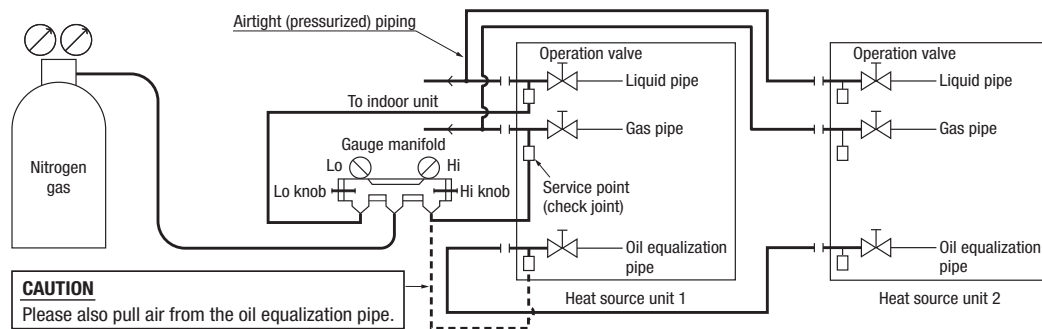 Airtight (pressurized) piping
Operation valve
Liquid pipe
To indoor unit
Gas pipe
Gauge manifold
Lo
Hi
Lo knob
Hi knob
Service point
(check joint)
Nitrogen
gas
Oil equalization
pipe
Heat source unit 1
Operation valve
Liquid pipe
Gas pipe
Oil equalization
pipe
Heat source unit 2
CAUTION
Please also pull air from the oil equalization pipe.